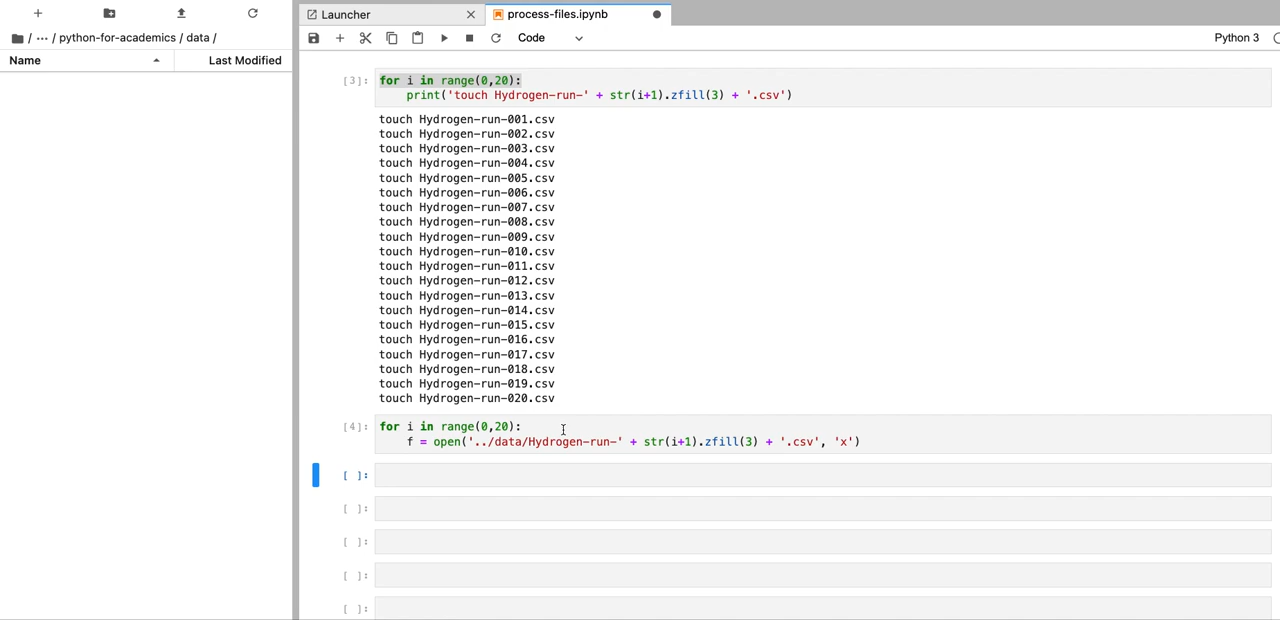 / ··· / python-for-academics / data /
Name Last Modified
Launcher
process-files.ipynb
Code
Python 3
[3]:
for i in range(0,20):
    print('touch Hydrogen-run-' + str(i+1).zfill(3) + '.csv')
touch Hydrogen-run-001.csv
touch Hydrogen-run-002.csv
touch Hydrogen-run-003.csv
touch Hydrogen-run-004.csv
touch Hydrogen-run-005.csv
touch Hydrogen-run-006.csv
touch Hydrogen-run-007.csv
touch Hydrogen-run-008.csv
touch Hydrogen-run-009.csv
touch Hydrogen-run-010.csv
touch Hydrogen-run-011.csv
touch Hydrogen-run-012.csv
touch Hydrogen-run-013.csv
touch Hydrogen-run-014.csv
touch Hydrogen-run-015.csv
touch Hydrogen-run-016.csv
touch Hydrogen-run-017.csv
touch Hydrogen-run-018.csv
touch Hydrogen-run-019.csv
touch Hydrogen-run-020.csv
[4]:
for i in range(0,20):
    f = open('../data/Hydrogen-run-' + str(i+1).zfill(3) + '.csv', 'x')
[ ]:
[ ]:
[ ]:
[ ]:
[ ]: